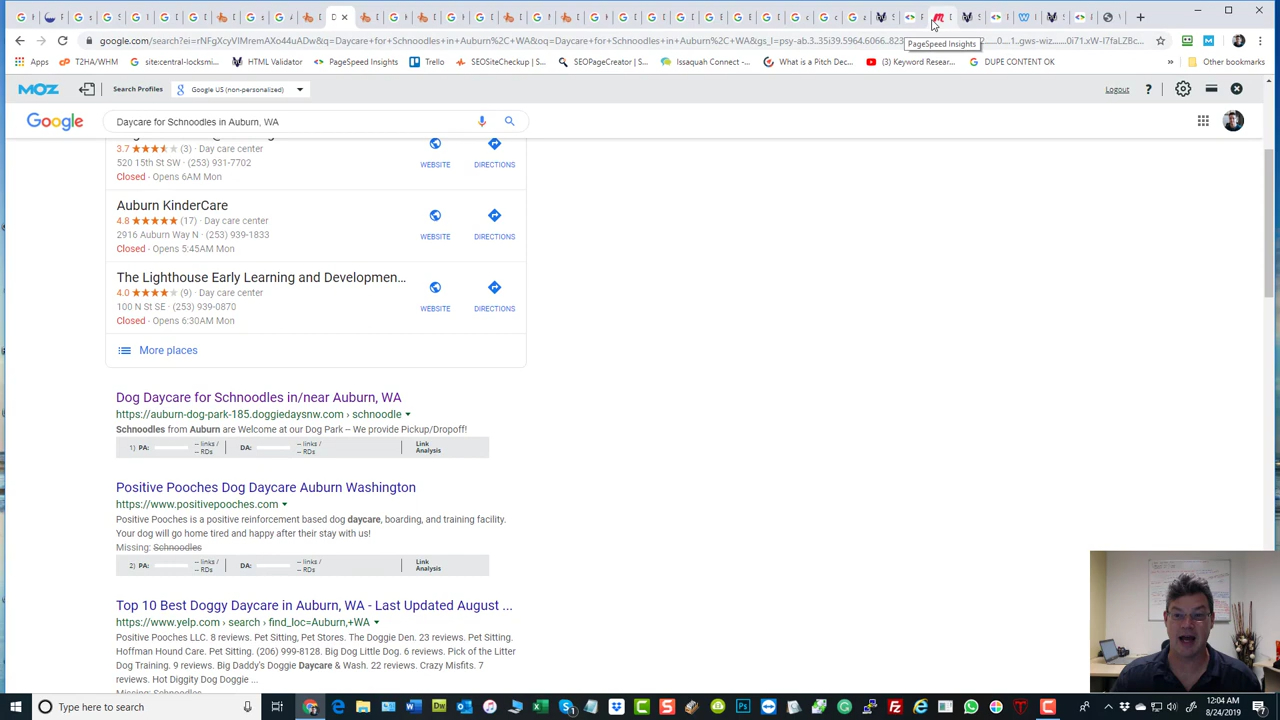 google.com/search?ei=rNFgXcyVIMremAXo44uADw&q=Daycare+for+Schnoodles+in+Auburn%2C+WA&oq=Daycare+for+Schnoodles+in+Auburn%2C+WA&gs_l=psy-ab.3..35i39.5964.6066..823
PageSpeed Insights
Apps
T2HA/WHM
site:central-locksmi...
HTML Validator
PageSpeed Insights
Trello
SEOSiteCheckup | S...
SEOPageCreator | S...
Issaquah Connect -...
What is a Pitch Dec...
(3) Keyword Resear...
DUPE CONTENT OK
»
Other bookmarks
MOZ
Search Profiles
Google US (non-personalized)
Logout
?
Google
Daycare for Schnoodles in Auburn, WA
3.7 (3) · Day care center
520 15th St SW · (253) 931-7702
Closed · Opens 6AM Mon
WEBSITE
DIRECTIONS
Auburn KinderCare
4.8 (17) · Day care center
2916 Auburn Way N · (253) 939-1833
Closed · Opens 5:45AM Mon
WEBSITE
DIRECTIONS
The Lighthouse Early Learning and Developmen...
4.0 (9) · Day care center
100 N St SE · (253) 939-0870
Closed · Opens 6:30AM Mon
WEBSITE
DIRECTIONS
More places
Dog Daycare for Schnoodles in/near Auburn, WA
https://auburn-dog-park-185.doggiedaysnw.com › schnoodle
Schnoodles from Auburn are Welcome at our Dog Park – We provide Pickup/Dropoff!
1) PA: -- links / -- RDs DA: -- links / -- RDs Link Analysis
Positive Pooches Dog Daycare Auburn Washington
https://www.positivepooches.com
Positive Pooches is a positive reinforcement based dog daycare, boarding, and training facility.
Your dog will go home tired and happy after their stay with us!
Missing: Schnoodles
2) PA: -- links / -- RDs DA: -- links / -- RDs Link Analysis
Top 10 Best Doggy Daycare in Auburn, WA - Last Updated August ...
https://www.yelp.com › search › find_loc=Auburn,+WA
Positive Pooches LLC. 8 reviews. Pet Sitting, Pet Stores. The Doggie Den. 23 reviews. Pet Sitting.
Hoffman Hound Care. Pet Sitting. (206) 999-8128. Big Dog Little Dog. 6 reviews. Pick of the Litter
Dog Training. 9 reviews. Big Daddy's Doggie Daycare & Wash. 22 reviews. Crazy Misfits. 7
reviews. Hot Diggity Dog Doggie ...
Missing: Schnoodles
Type here to search
12:04 AM
8/24/2019